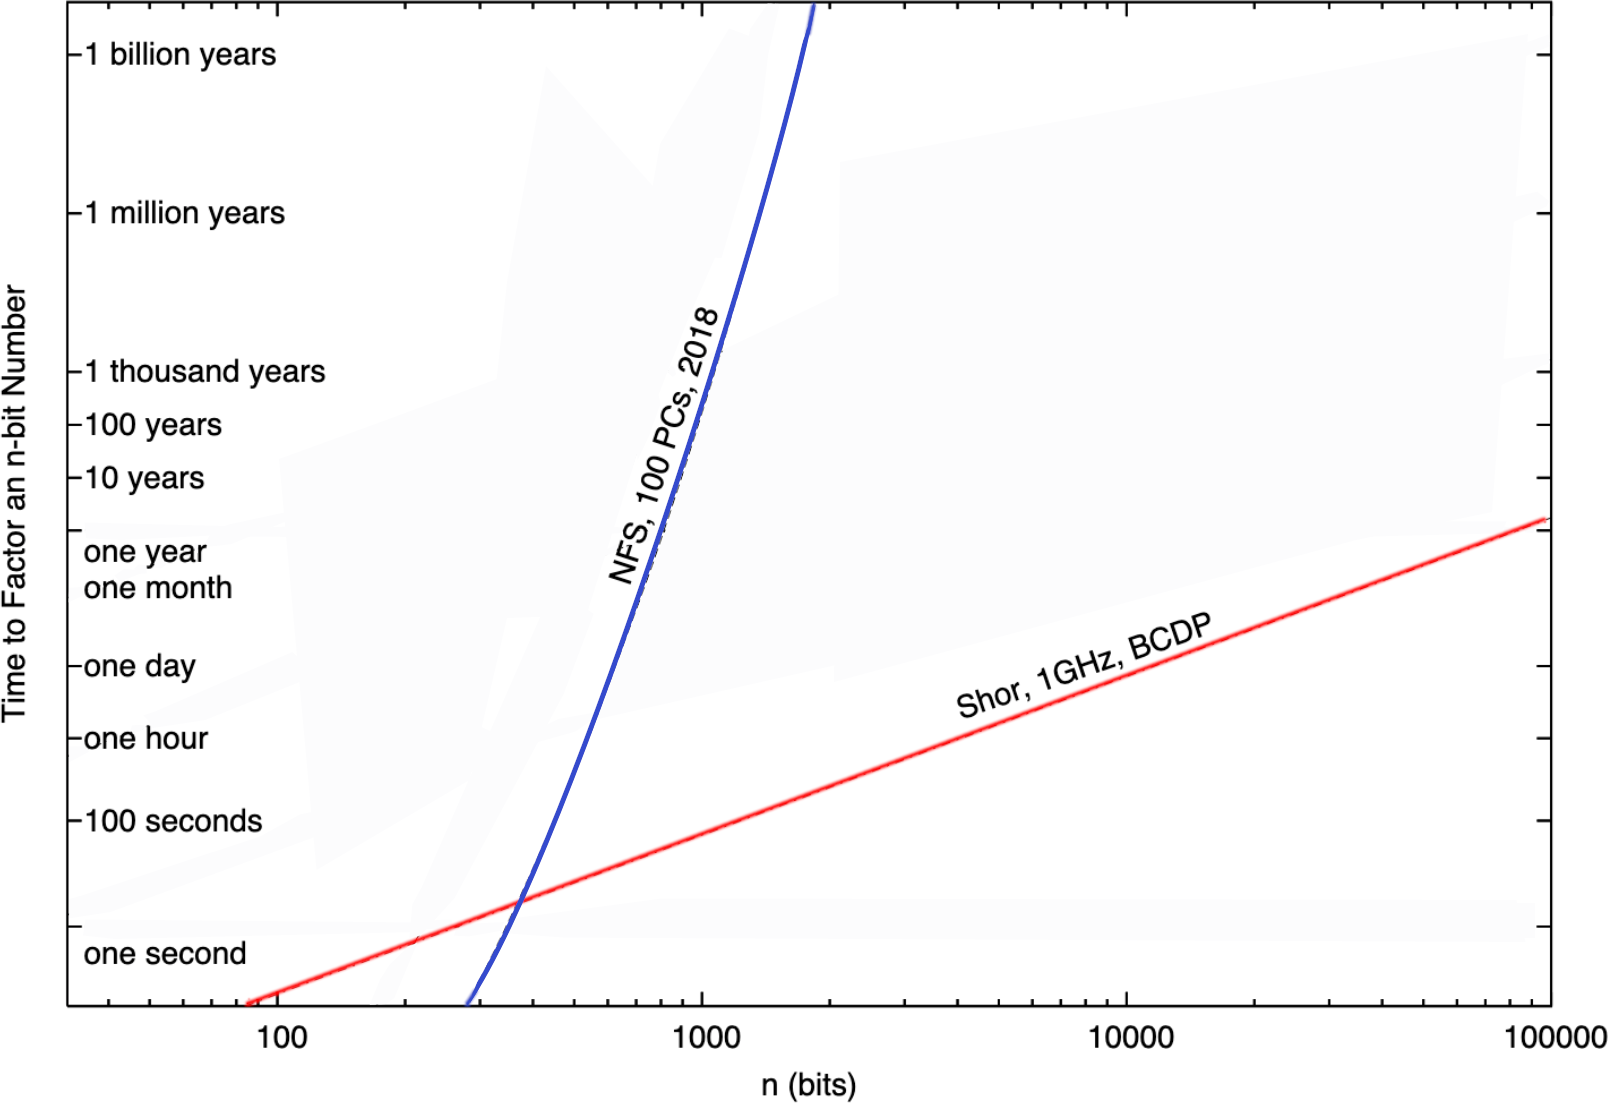 1 billion years
1 million years
1 thousand years
100 years
10 years
one year
one month
one day
one hour
100 seconds
one second
Time to Factor an n-bit Number
NFS, 100 PCs, 2018
Shor, 1GHz, BCDP
100
1000
10000
100000
n (bits)